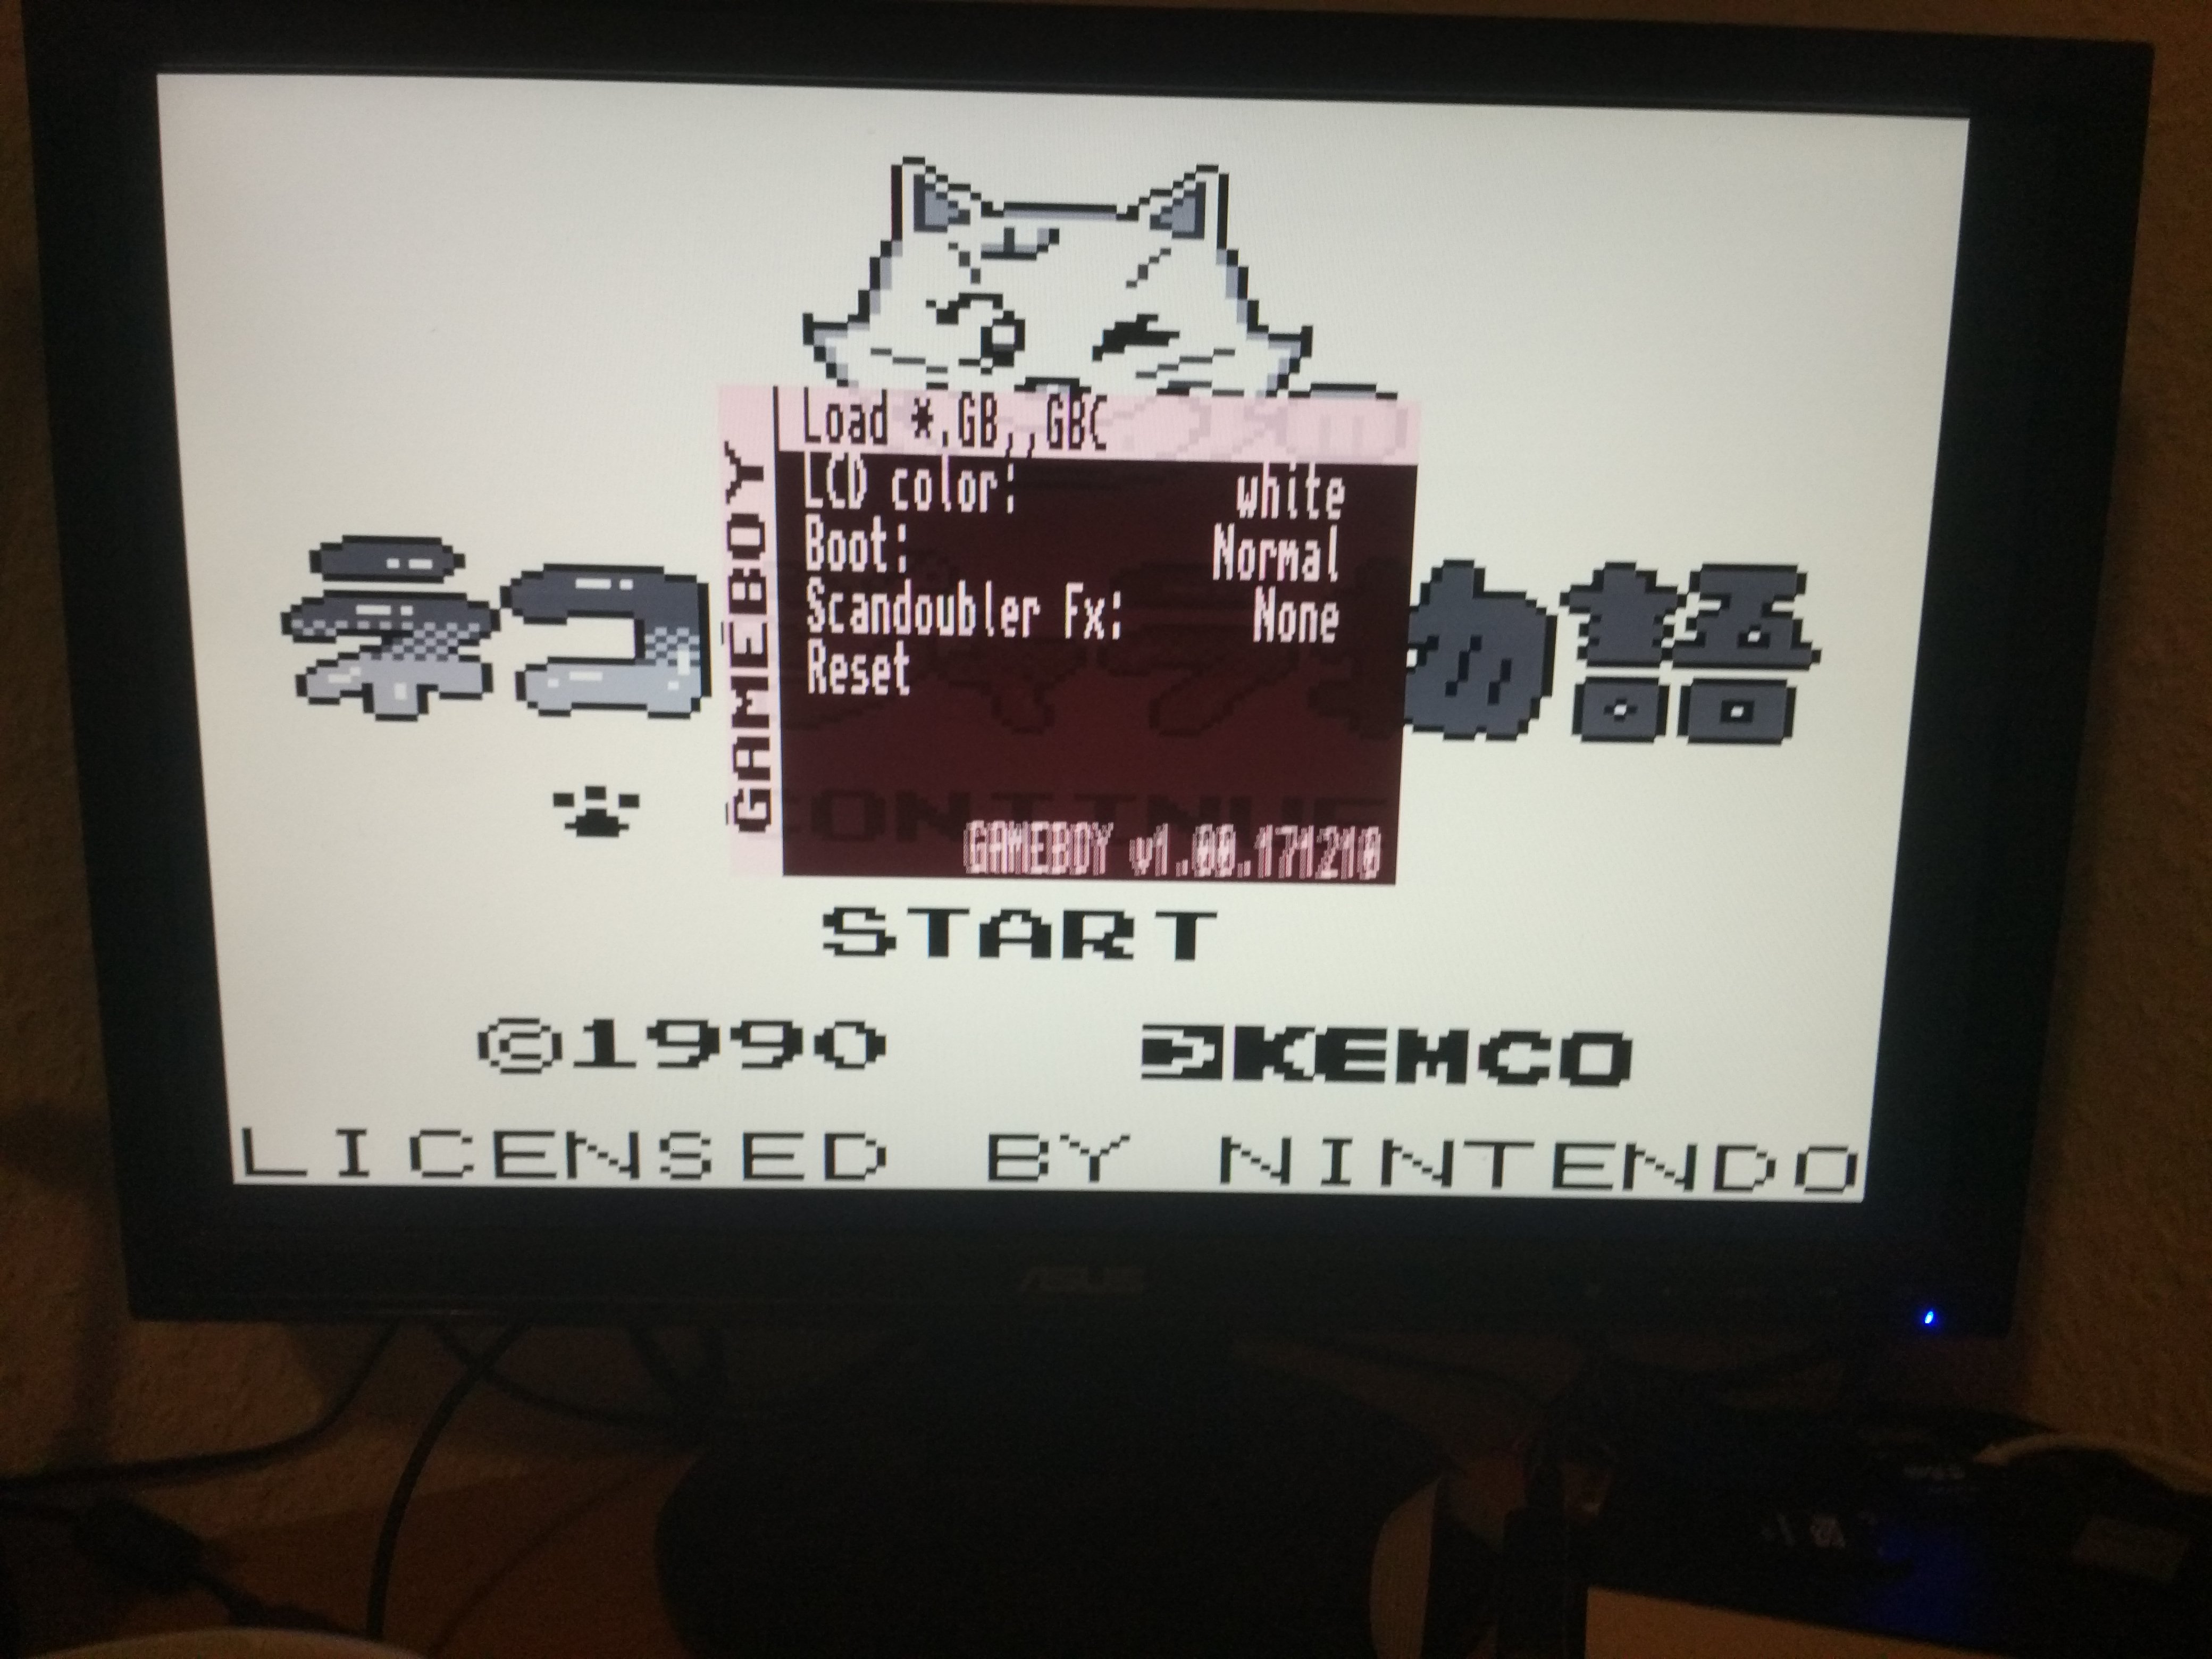 Load *.GB,,GBC
LCD color: white
Boot: Normal
Scandoubler Fx: None
Reset
GAMEBOY
GAMEBOY v1.00.171210
ネコ
物語
CONTINUE
START
©1990 KEMCO
LICENSED BY NINTENDO
ASUS